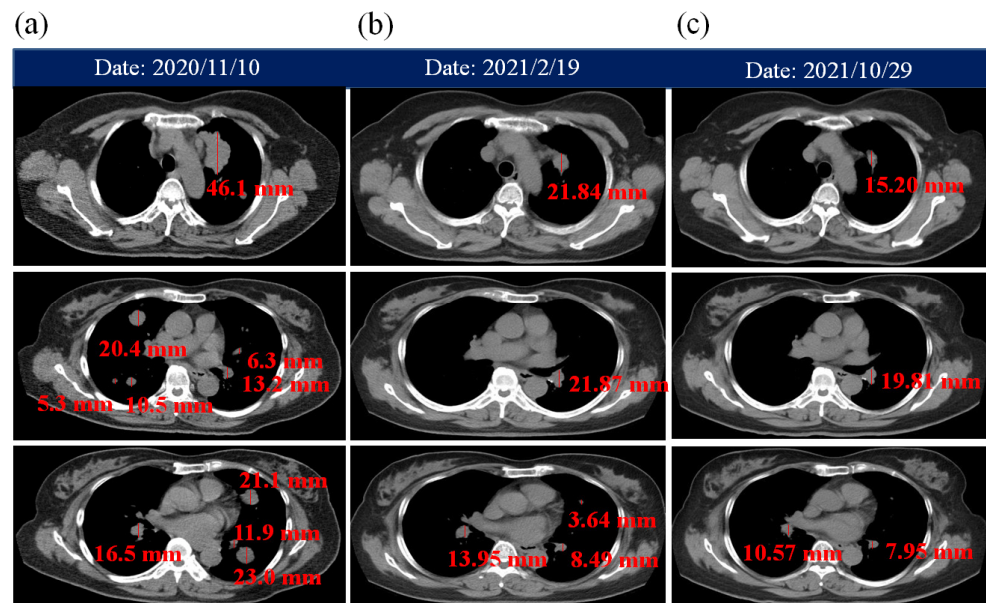 (a)
(b)
(c)
Date: 2020/11/10
Date: 2021/2/19
Date: 2021/10/29
46.1 mm
21.84 mm
15.20 mm
20.4 mm
6.3 mm
13.2 mm
5.3 mm
10.5 mm
21.87 mm
19.81 mm
21.1 mm
11.9 mm
16.5 mm
23.0 mm
3.64 mm
13.95 mm
8.49 mm
10.57 mm
7.95 mm